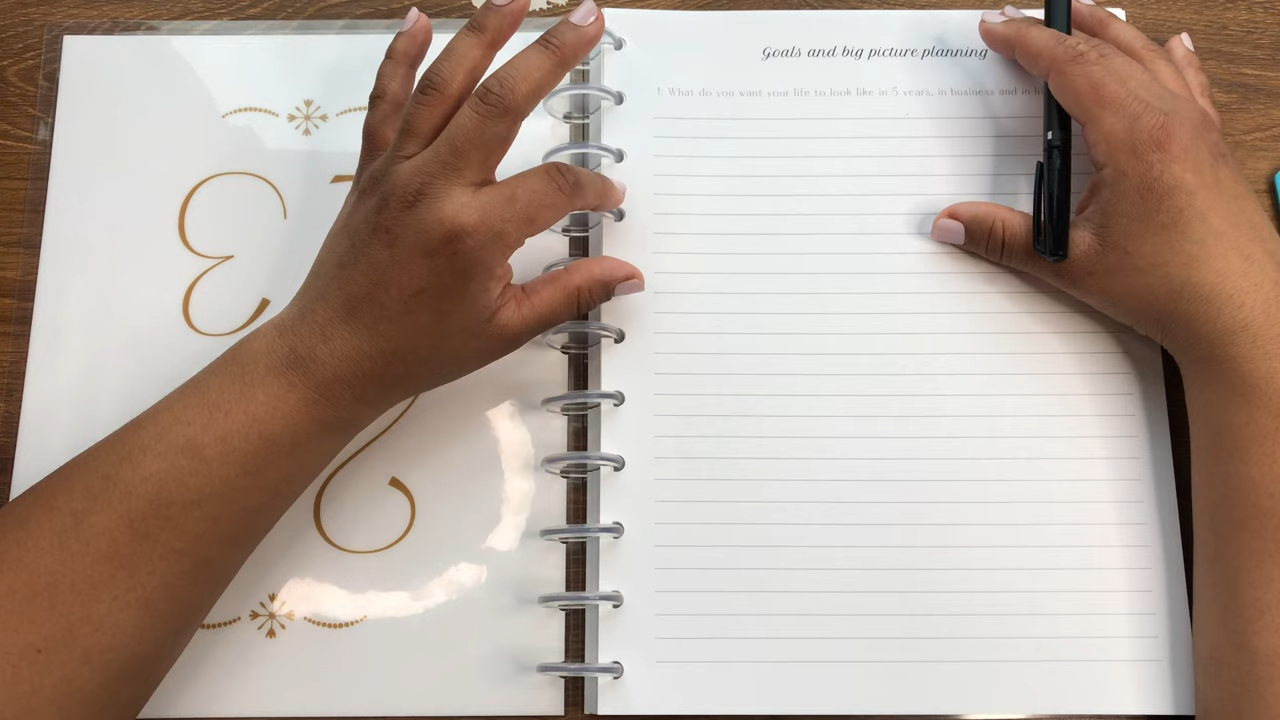 Goals and big picture planning
1: What do you want your life to look like in 5 years, in business and in